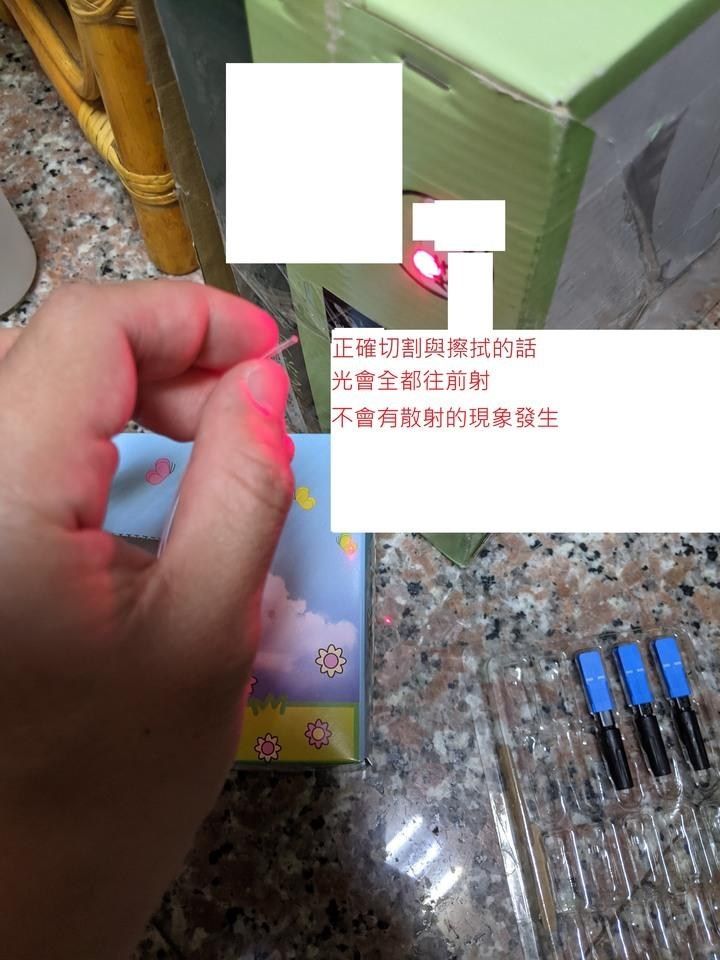 正確切割與擦拭的話
光會全都往前射
不會有散射的現象發生